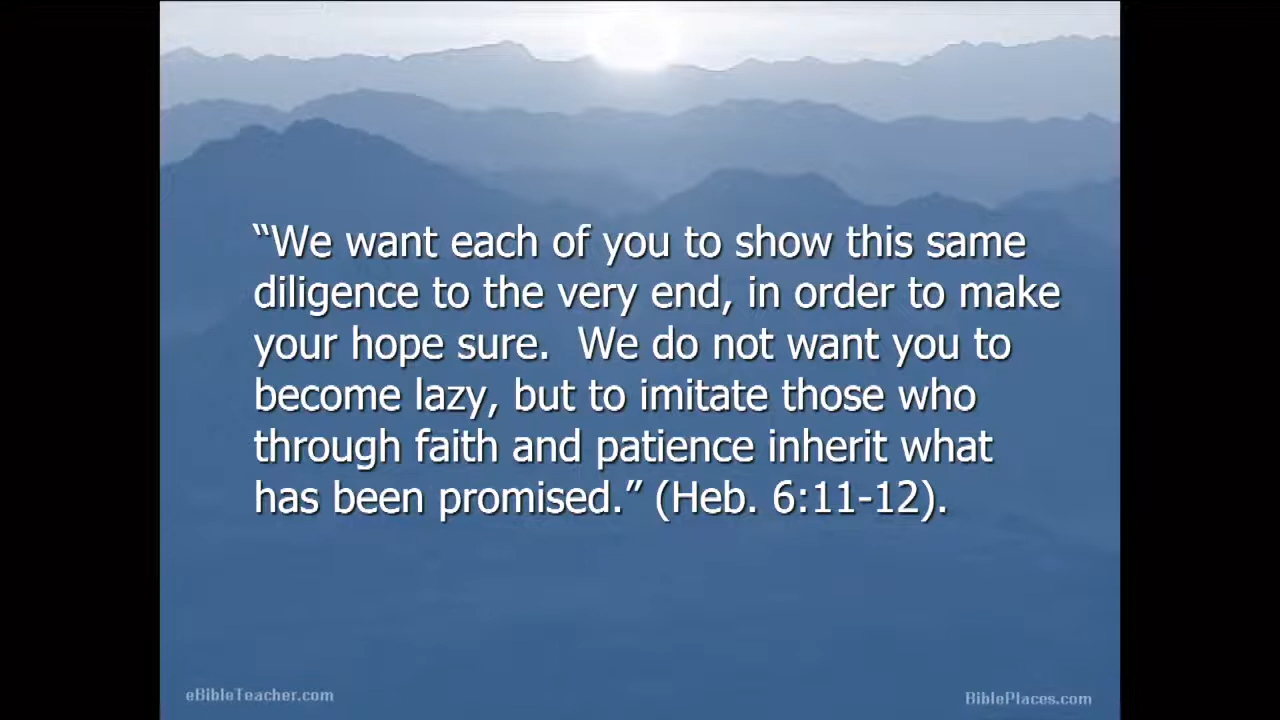 “We want each of you to show this same
diligence to the very end, in order to make
your hope sure.  We do not want you to
become lazy, but to imitate those who
through faith and patience inherit what
has been promised.” (Heb. 6:11-12).
eBibleTeacher.com
BiblePlaces.com